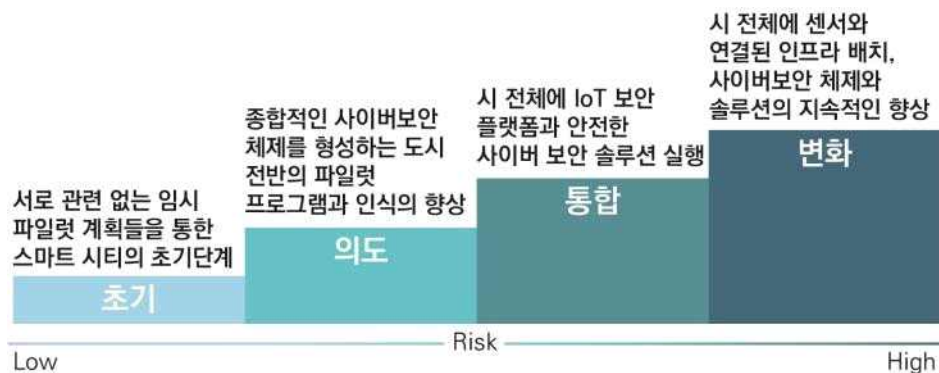 서로 관련 없는 임시
파일럿 계획들을 통한
스마트 시티의 초기단계
초기
종합적인 사이버보안
체제를 형성하는 도시
전반의 파일럿
프로그램과 인식의 향상
의도
시 전체에 IoT 보안
플랫폼과 안전한
사이버 보안 솔루션 실행
통합
시 전체에 센서와
연결된 인프라 배치,
사이버보안 체제와
솔루션의 지속적인 향상
변화
Risk
Low
High